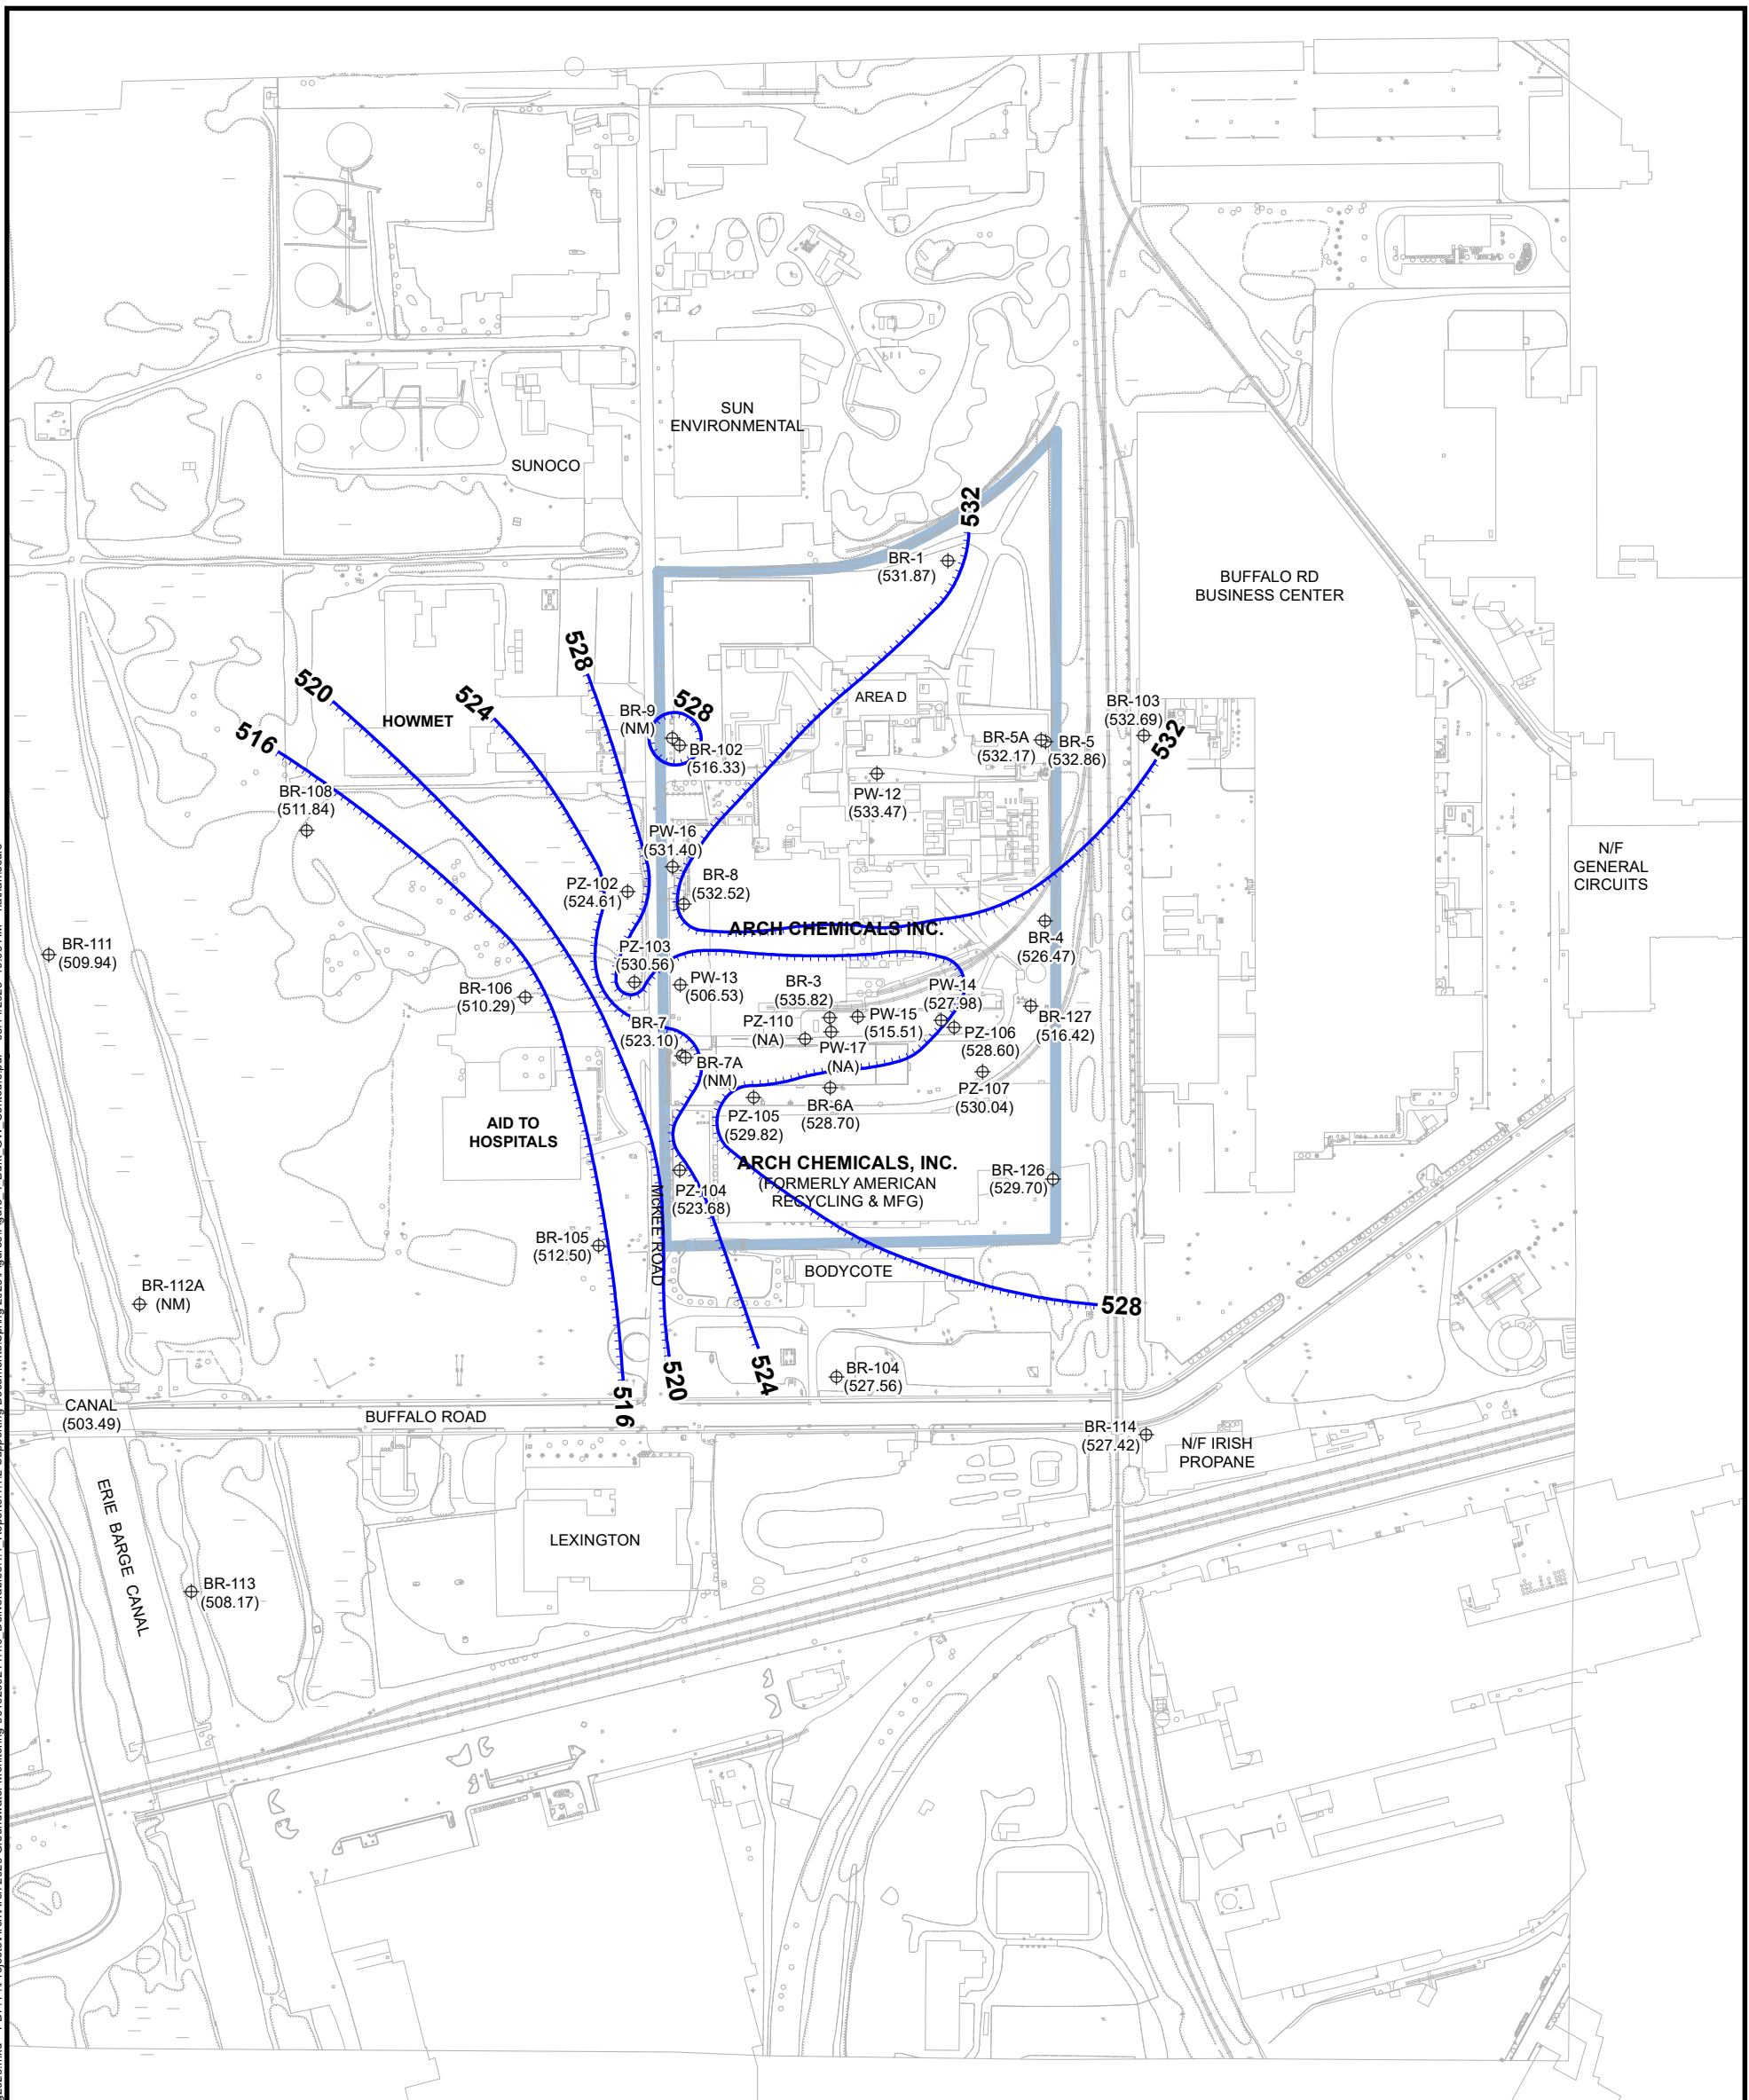 SUN
ENVIRONMENTAL
SUNOCO
532
BR-1
(531.87)
BUFFALO RD
BUSINESS CENTER
528
520
524
HOWMET
516
BR-9
(NM)
528
BR-102
(516.33)
AREA D
BR-103
(532.69)
532
BR-5A
(532.17)
BR-5
(532.86)
BR-108
(511.84)
PW-12
(533.47)
PW-16
(531.40)
BR-8
(532.52)
PZ-102
(524.61)
N/F
GENERAL
CIRCUITS
ARCH CHEMICALS INC.
BR-4
(526.47)
BR-111
(509.94)
PZ-103
(530.56)
BR-106
(510.29)
PW-13
(506.53)
BR-3
(535.82)
PW-14
(527.98)
PW-15
(515.51)
BR-127
(516.42)
BR-7
(523.10)
PZ-110
(NA)
PZ-106
(528.60)
PW-17
(NA)
BR-7A
(NM)
PZ-107
(530.04)
PZ-105
(529.82)
BR-6A
(528.70)
AID TO
HOSPITALS
ARCH CHEMICALS, INC.
(FORMERLY AMERICAN
RECYCLING & MFG)
BR-126
(529.70)
PZ-104
(523.68)
McKEE ROAD
BR-105
(512.50)
BODYCOTE
BR-112A
(NM)
528
516
520
524
BR-104
(527.56)
CANAL
(503.49)
BUFFALO ROAD
BR-114
(527.42)
N/F IRISH
PROPANE
ERIE BARGE CANAL
LEXINGTON
BR-113
(508.17)